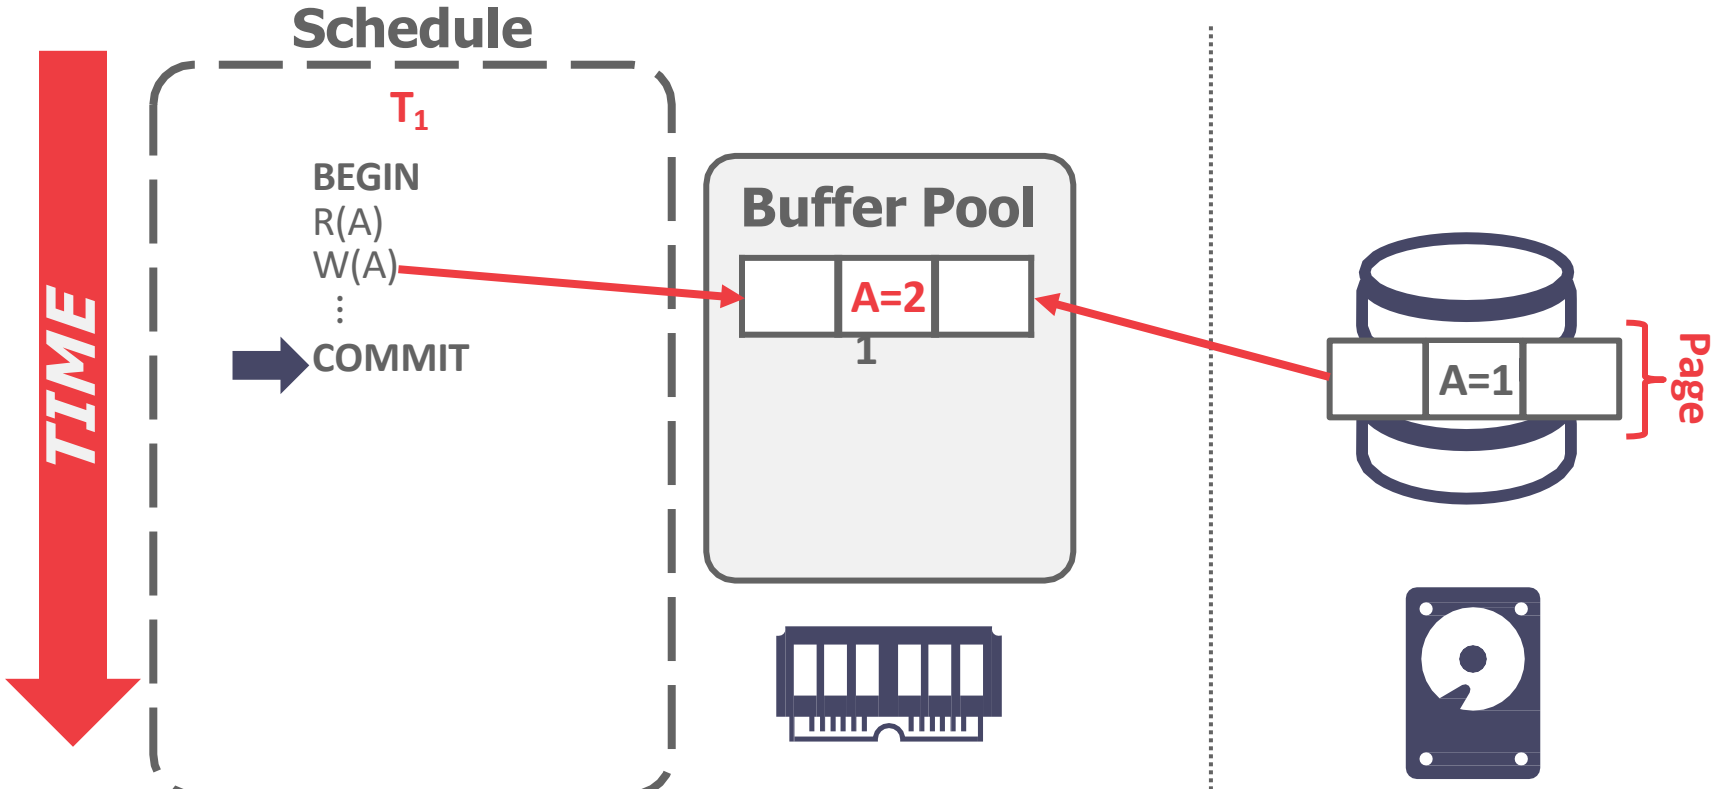 Schedule
TIME
T₁
BEGIN
R(A)
W(A)
⋮
COMMIT
Buffer Pool
A=2
1
A=1
Page